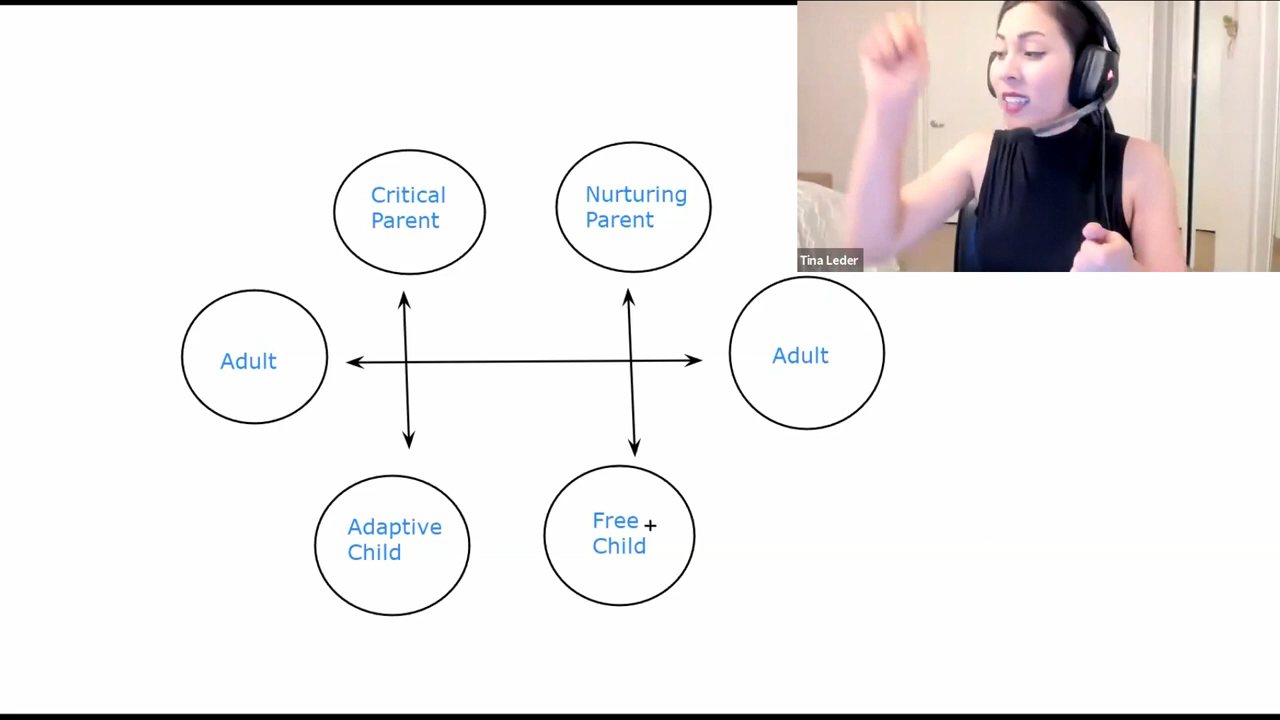 Critical
Parent
Nurturing
Parent
Tina Leder
Adult
Adult
Adaptive
Child
Free
Child